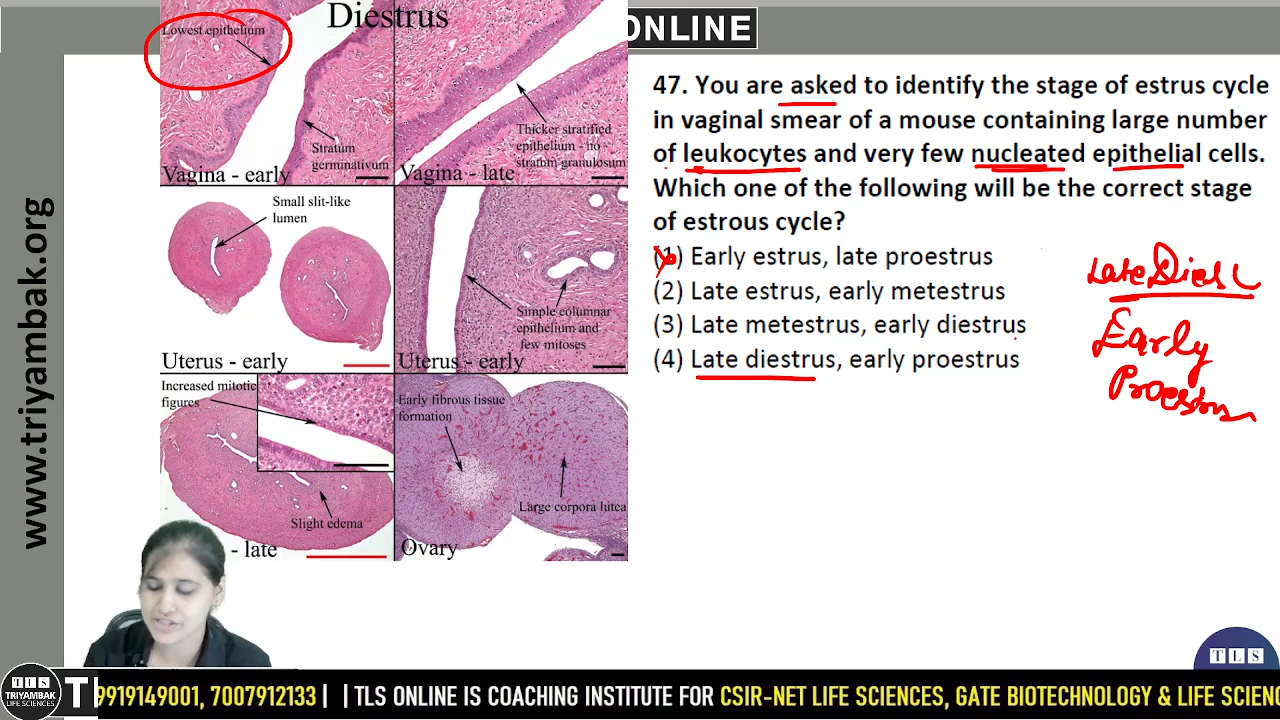 Diestrus
Lowest epithelium
Stratum
germinativum
Vagina - early
Thicker stratified
epithelium - no
stratum granulosum
Vagina - late
Small slit-like
lumen
Uterus - early
Simple columnar
epithelium and
few mitoses
Uterus - early
Increased mitotic
figures
Slight edema
- late
Early fibrous tissue
formation
Large corpora lutea
Ovary
ONLINE
47. You are asked to identify the stage of estrus cycle
in vaginal smear of a mouse containing large number
of leukocytes and very few nucleated epithelial cells.
Which one of the following will be the correct stage
of estrous cycle?
(1) Early estrus, late proestrus
(2) Late estrus, early metestrus
(3) Late metestrus, early diestrus
(4) Late diestrus, early proestrus
Late
Early
Proestrus
www.triyambak.org
TLS
TLS
TRIYAMBAK
LIFE SCIENCES
T
9919149001, 7007912133 | | TLS ONLINE IS COACHING INSTITUTE FOR CSIR-NET LIFE SCIENCES, GATE BIOTECHNOLOGY & LIFE SCIEN